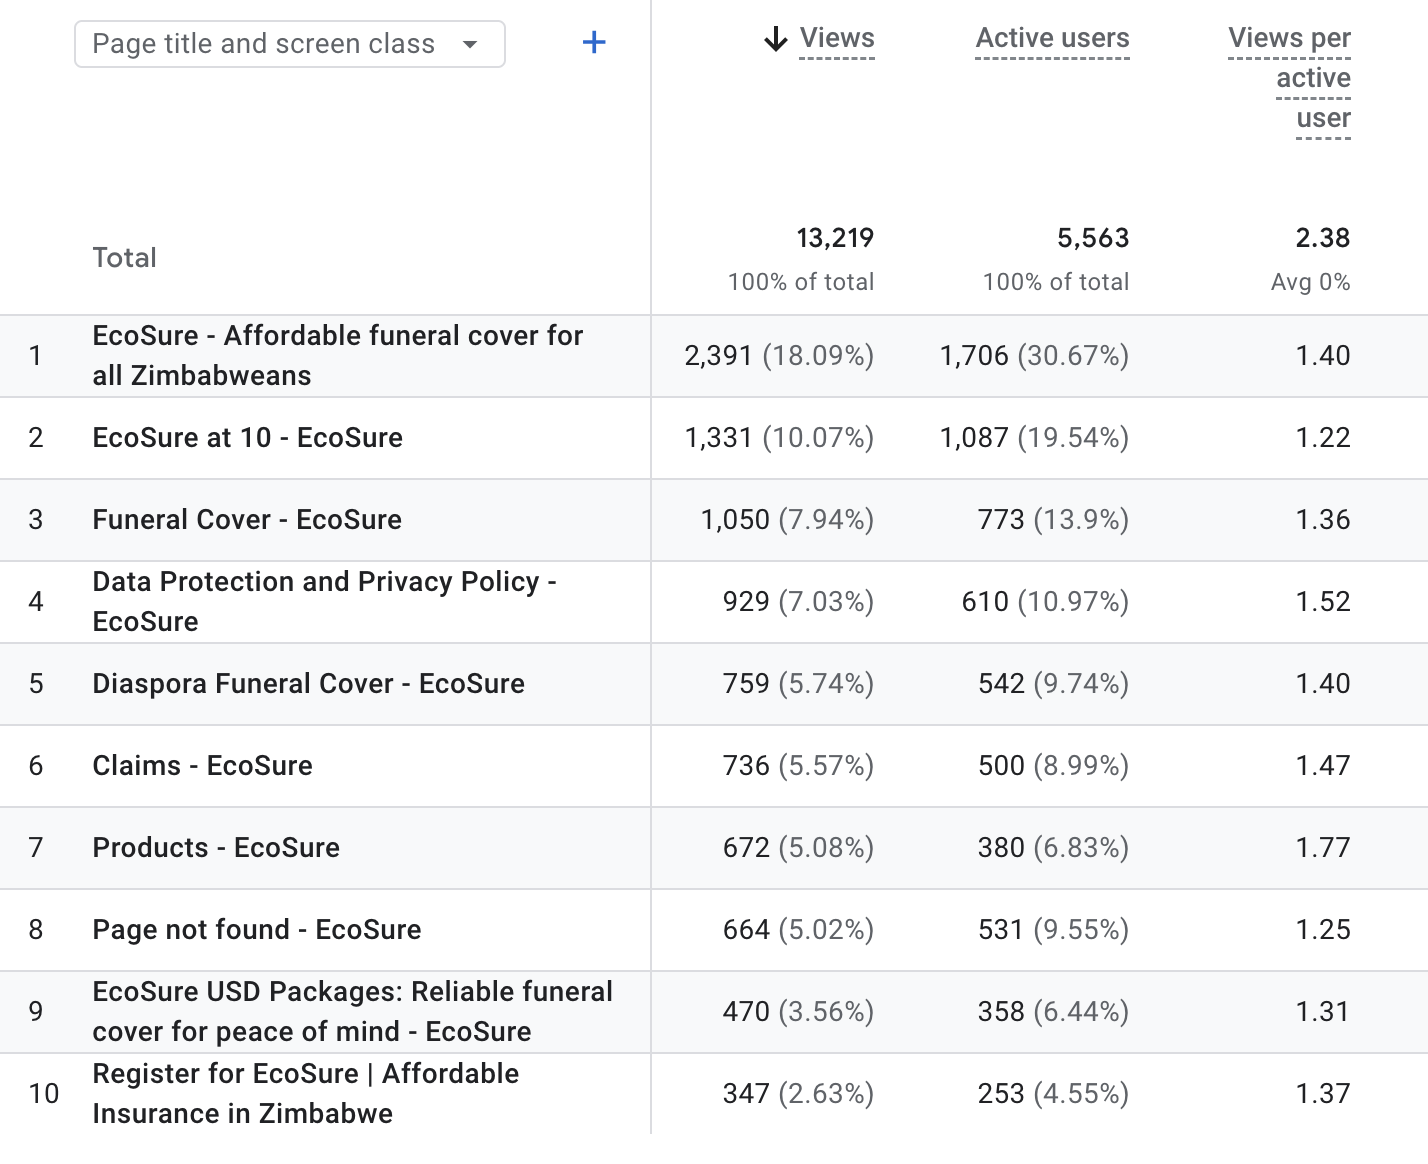 Page title and screen class
+
↓ Views
Active users
Views per
active
user
Total
13,219
100% of total
5,563
100% of total
2.38
Avg 0%
1 EcoSure - Affordable funeral cover for
all Zimbabweans
2,391 (18.09%) 1,706 (30.67%) 1.40
2 EcoSure at 10 - EcoSure 1,331 (10.07%) 1,087 (19.54%) 1.22
3 Funeral Cover - EcoSure 1,050 (7.94%) 773 (13.9%) 1.36
4 Data Protection and Privacy Policy -
EcoSure
929 (7.03%) 610 (10.97%) 1.52
5 Diaspora Funeral Cover - EcoSure 759 (5.74%) 542 (9.74%) 1.40
6 Claims - EcoSure 736 (5.57%) 500 (8.99%) 1.47
7 Products - EcoSure 672 (5.08%) 380 (6.83%) 1.77
8 Page not found - EcoSure 664 (5.02%) 531 (9.55%) 1.25
9 EcoSure USD Packages: Reliable funeral
cover for peace of mind - EcoSure
470 (3.56%) 358 (6.44%) 1.31
10 Register for EcoSure | Affordable
Insurance in Zimbabwe
347 (2.63%) 253 (4.55%) 1.37